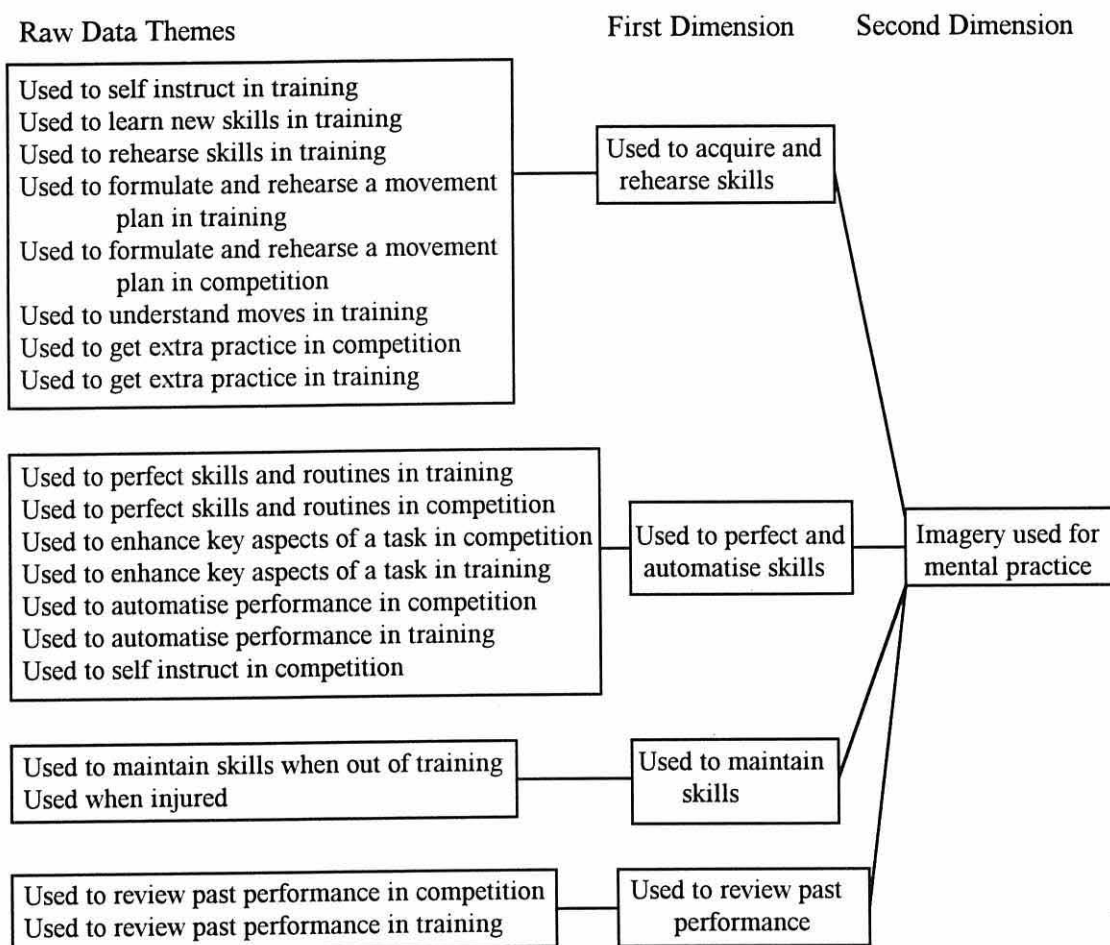 Raw Data Themes
First Dimension
Second Dimension
Used to self instruct in training
Used to learn new skills in training
Used to rehearse skills in training
Used to formulate and rehearse a movement
plan in training
Used to formulate and rehearse a movement
plan in competition
Used to understand moves in training
Used to get extra practice in competition
Used to get extra practice in training
Used to acquire and
rehearse skills
Used to perfect skills and routines in training
Used to perfect skills and routines in competition
Used to enhance key aspects of a task in competition
Used to enhance key aspects of a task in training
Used to automatise performance in competition
Used to automatise performance in training
Used to self instruct in competition
Used to perfect and
automatise skills
Imagery used for
mental practice
Used to maintain skills when out of training
Used when injured
Used to maintain
skills
Used to review past performance in competition
Used to review past performance in training
Used to review past
performance